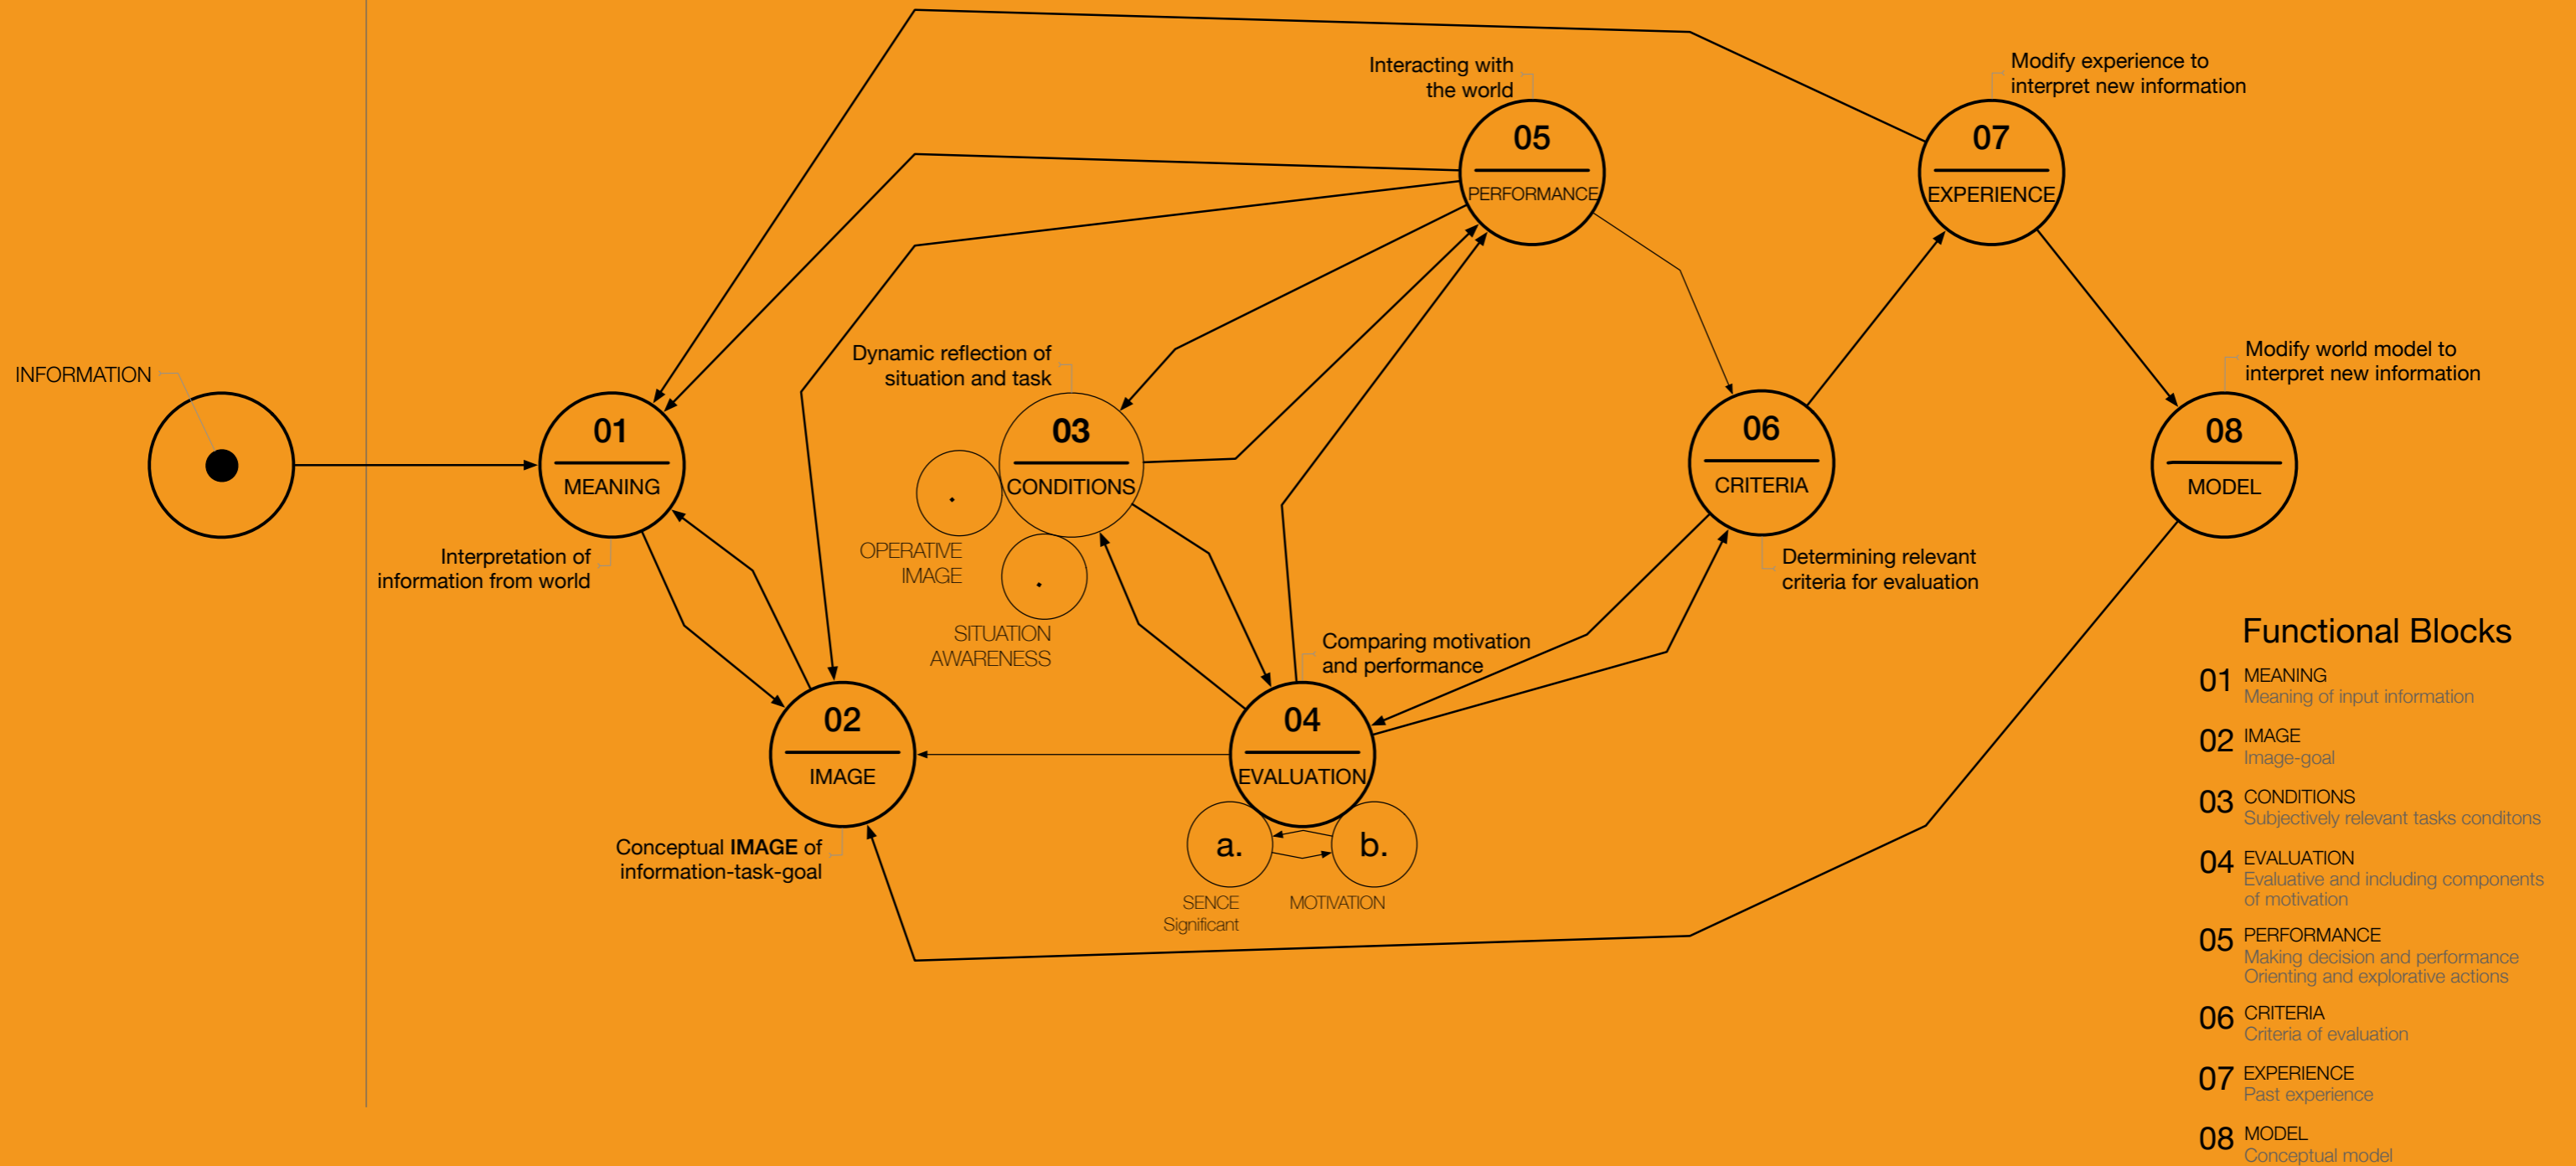 Interacting with
the world
Modify experience to
interpret new information
05
PERFORMANCE
07
EXPERIENCE
INFORMATION
Dynamic reflection of
situation and task
Modify world model to
interpret new information
01
MEANING
03
CONDITIONS
06
CRITERIA
08
MODEL
Interpretation of
information from world
OPERATIVE
IMAGE
SITUATION
AWARENESS
Determining relevant
criteria for evaluation
Comparing motivation
and performance
02
IMAGE
04
EVALUATION
Conceptual IMAGE of
information-task-goal
a.
b.
SENCE
Significant
MOTIVATION
Functional Blocks
01 MEANING
Meaning of input information
02 IMAGE
Image-goal
03 CONDITIONS
Subjectively relevant tasks conditons
04 EVALUATION
Evaluative and including components
of motivation
05 PERFORMANCE
Making decision and performance
Orienting and explorative actions
06 CRITERIA
Criteria of evaluation
07 EXPERIENCE
Past experience
08 MODEL
Conceptual model